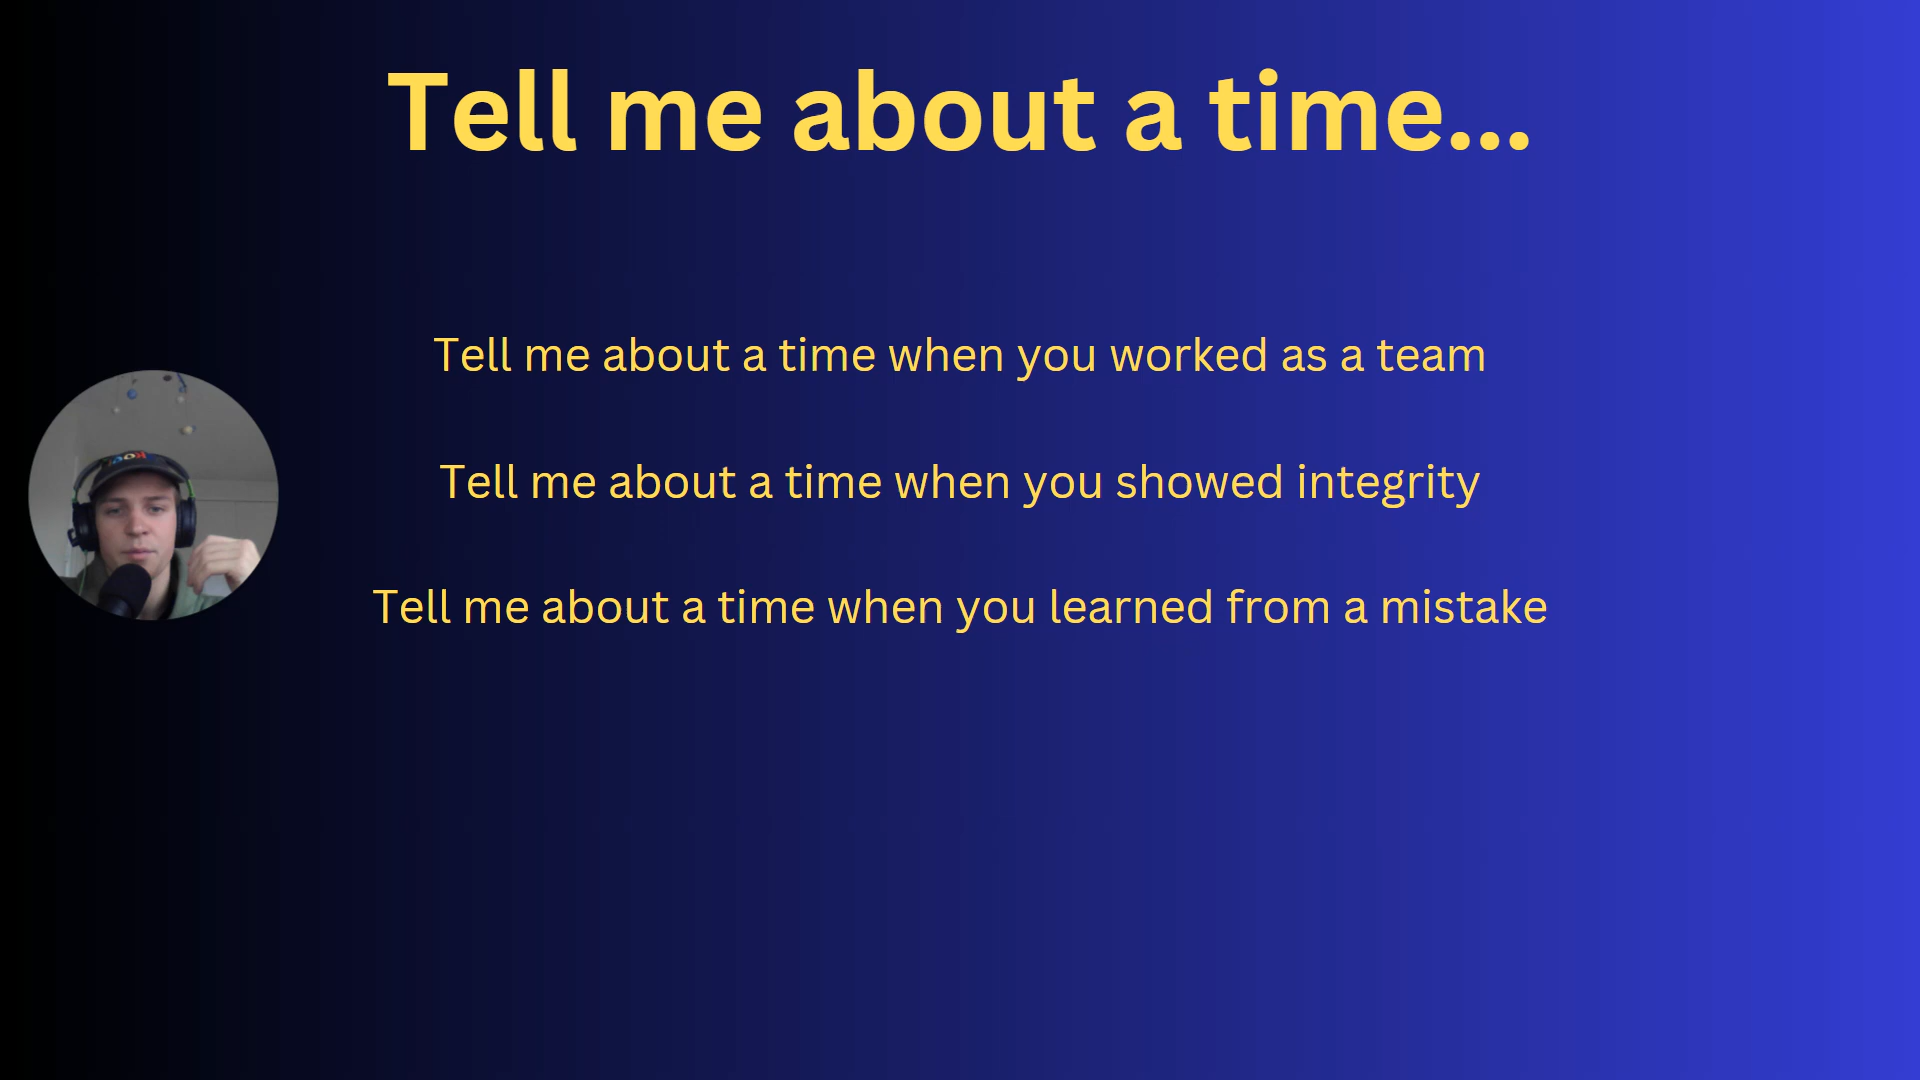 Tell me about a time...
Tell me about a time when you worked as a team
Tell me about a time when you showed integrity
Tell me about a time when you learned from a mistake